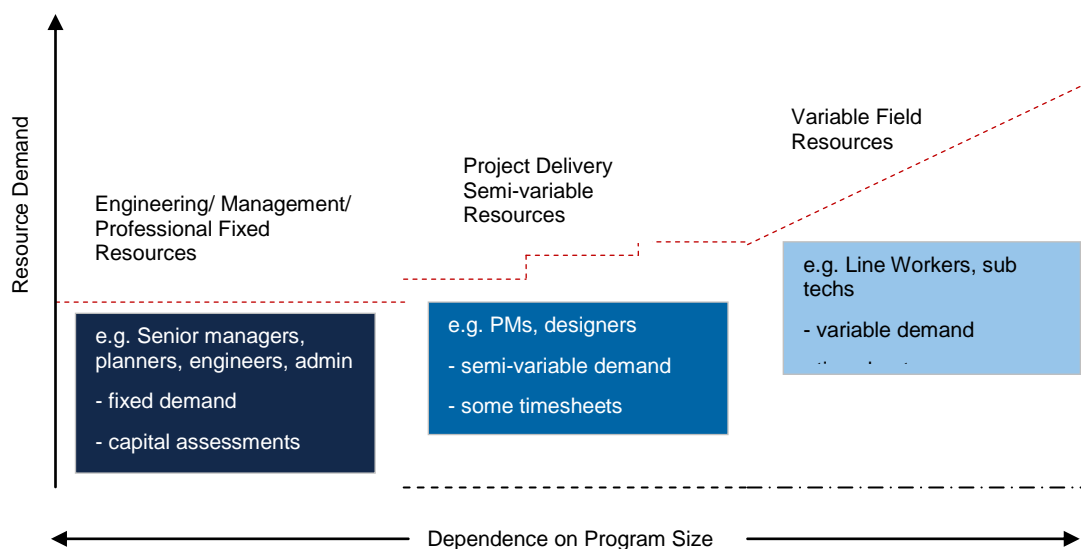 Resource Demand
Engineering/ Management/
Professional Fixed
Resources
e.g. Senior managers,
planners, engineers, admin
- fixed demand
- capital assessments
Project Delivery
Semi-variable
Resources
e.g. PMs, designers
- semi-variable demand
- some timesheets
Variable Field
Resources
e.g. Line Workers, sub
techs
- variable demand
Dependence on Program Size